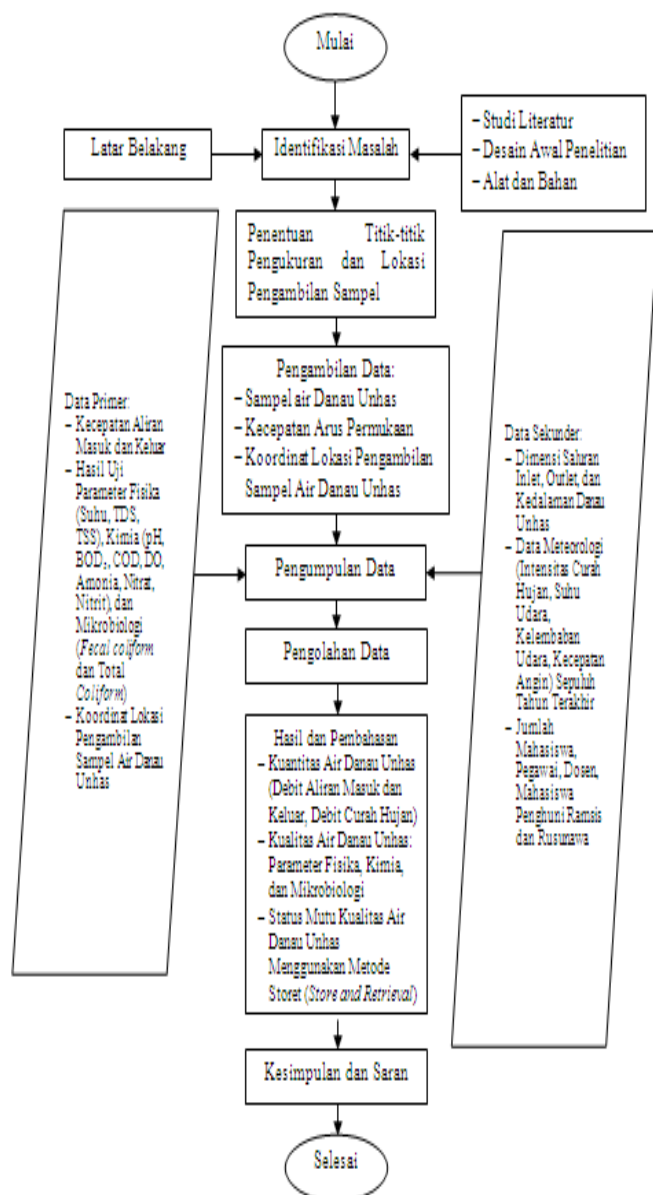 Mulai
Latar Belakang
Identifikasi Masalah
– Studi Literatur
– Desain Awal Penelitian
– Alat dan Bahan
Penentuan Titik-titik
Pengukuran dan Lokasi
Pengambilan Sampel
Pengambilan Data:
– Sampel air Danau Unhas
– Kecepatan Arus Permukaan
– Koordinat Lokasi Pengambilan
Sampel Air Danau Unhas
Data Primer:
– Kecepatan Aliran
Masuk dan Keluar
– Hasil Uji
Parameter Fisika
(Suhu, TDS,
TSS), Kimia (pH,
BOD₅, COD, DO,
Amonia, Nitrat,
Nitrit), dan
Mikrobiologi
(Fecal coliform
dan Total
Coliform)
– Koordinat Lokasi
Pengambilan
Sampel Air Danau
Unhas
Data Sekunder:
– Dimensi Saluran
Inlet, Outlet, dan
Kedalaman Danau
Unhas
– Data Meteorologi
(Intensitas Curah
Hujan, Suhu
Udara,
Kelembaban
Udara, Kecepatan
Angin) Sepuluh
Tahun Terakhir
– Jumlah
Mahasiswa,
Pegawai, Dosen,
Mahasiswa
Penghuni Ramsis
dan Rusunawa
Pengumpulan Data
Pengolahan Data
Hasil dan Pembahasan
– Kuantitas Air Danau Unhas
(Debit Aliran Masuk dan
Keluar, Debit Curah Hujan)
– Kualitas Air Danau Unhas:
Parameter Fisika, Kimia,
dan Mikrobiologi
– Status Mutu Kualitas Air
Danau Unhas
Menggunakan Metode
Storet (Store and Retrieval)
Kesimpulan dan Saran
Selesai